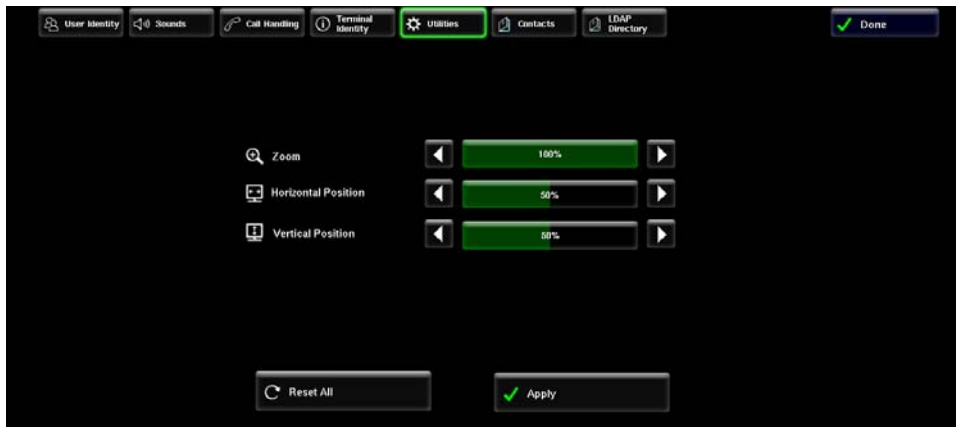 User Identity
Sounds
Call Handling
Terminal
Identity
Utilities
Contacts
LDAP
Directory
Done
Zoom
100%
Horizontal Position
50%
Vertical Position
50%
Reset All
Apply